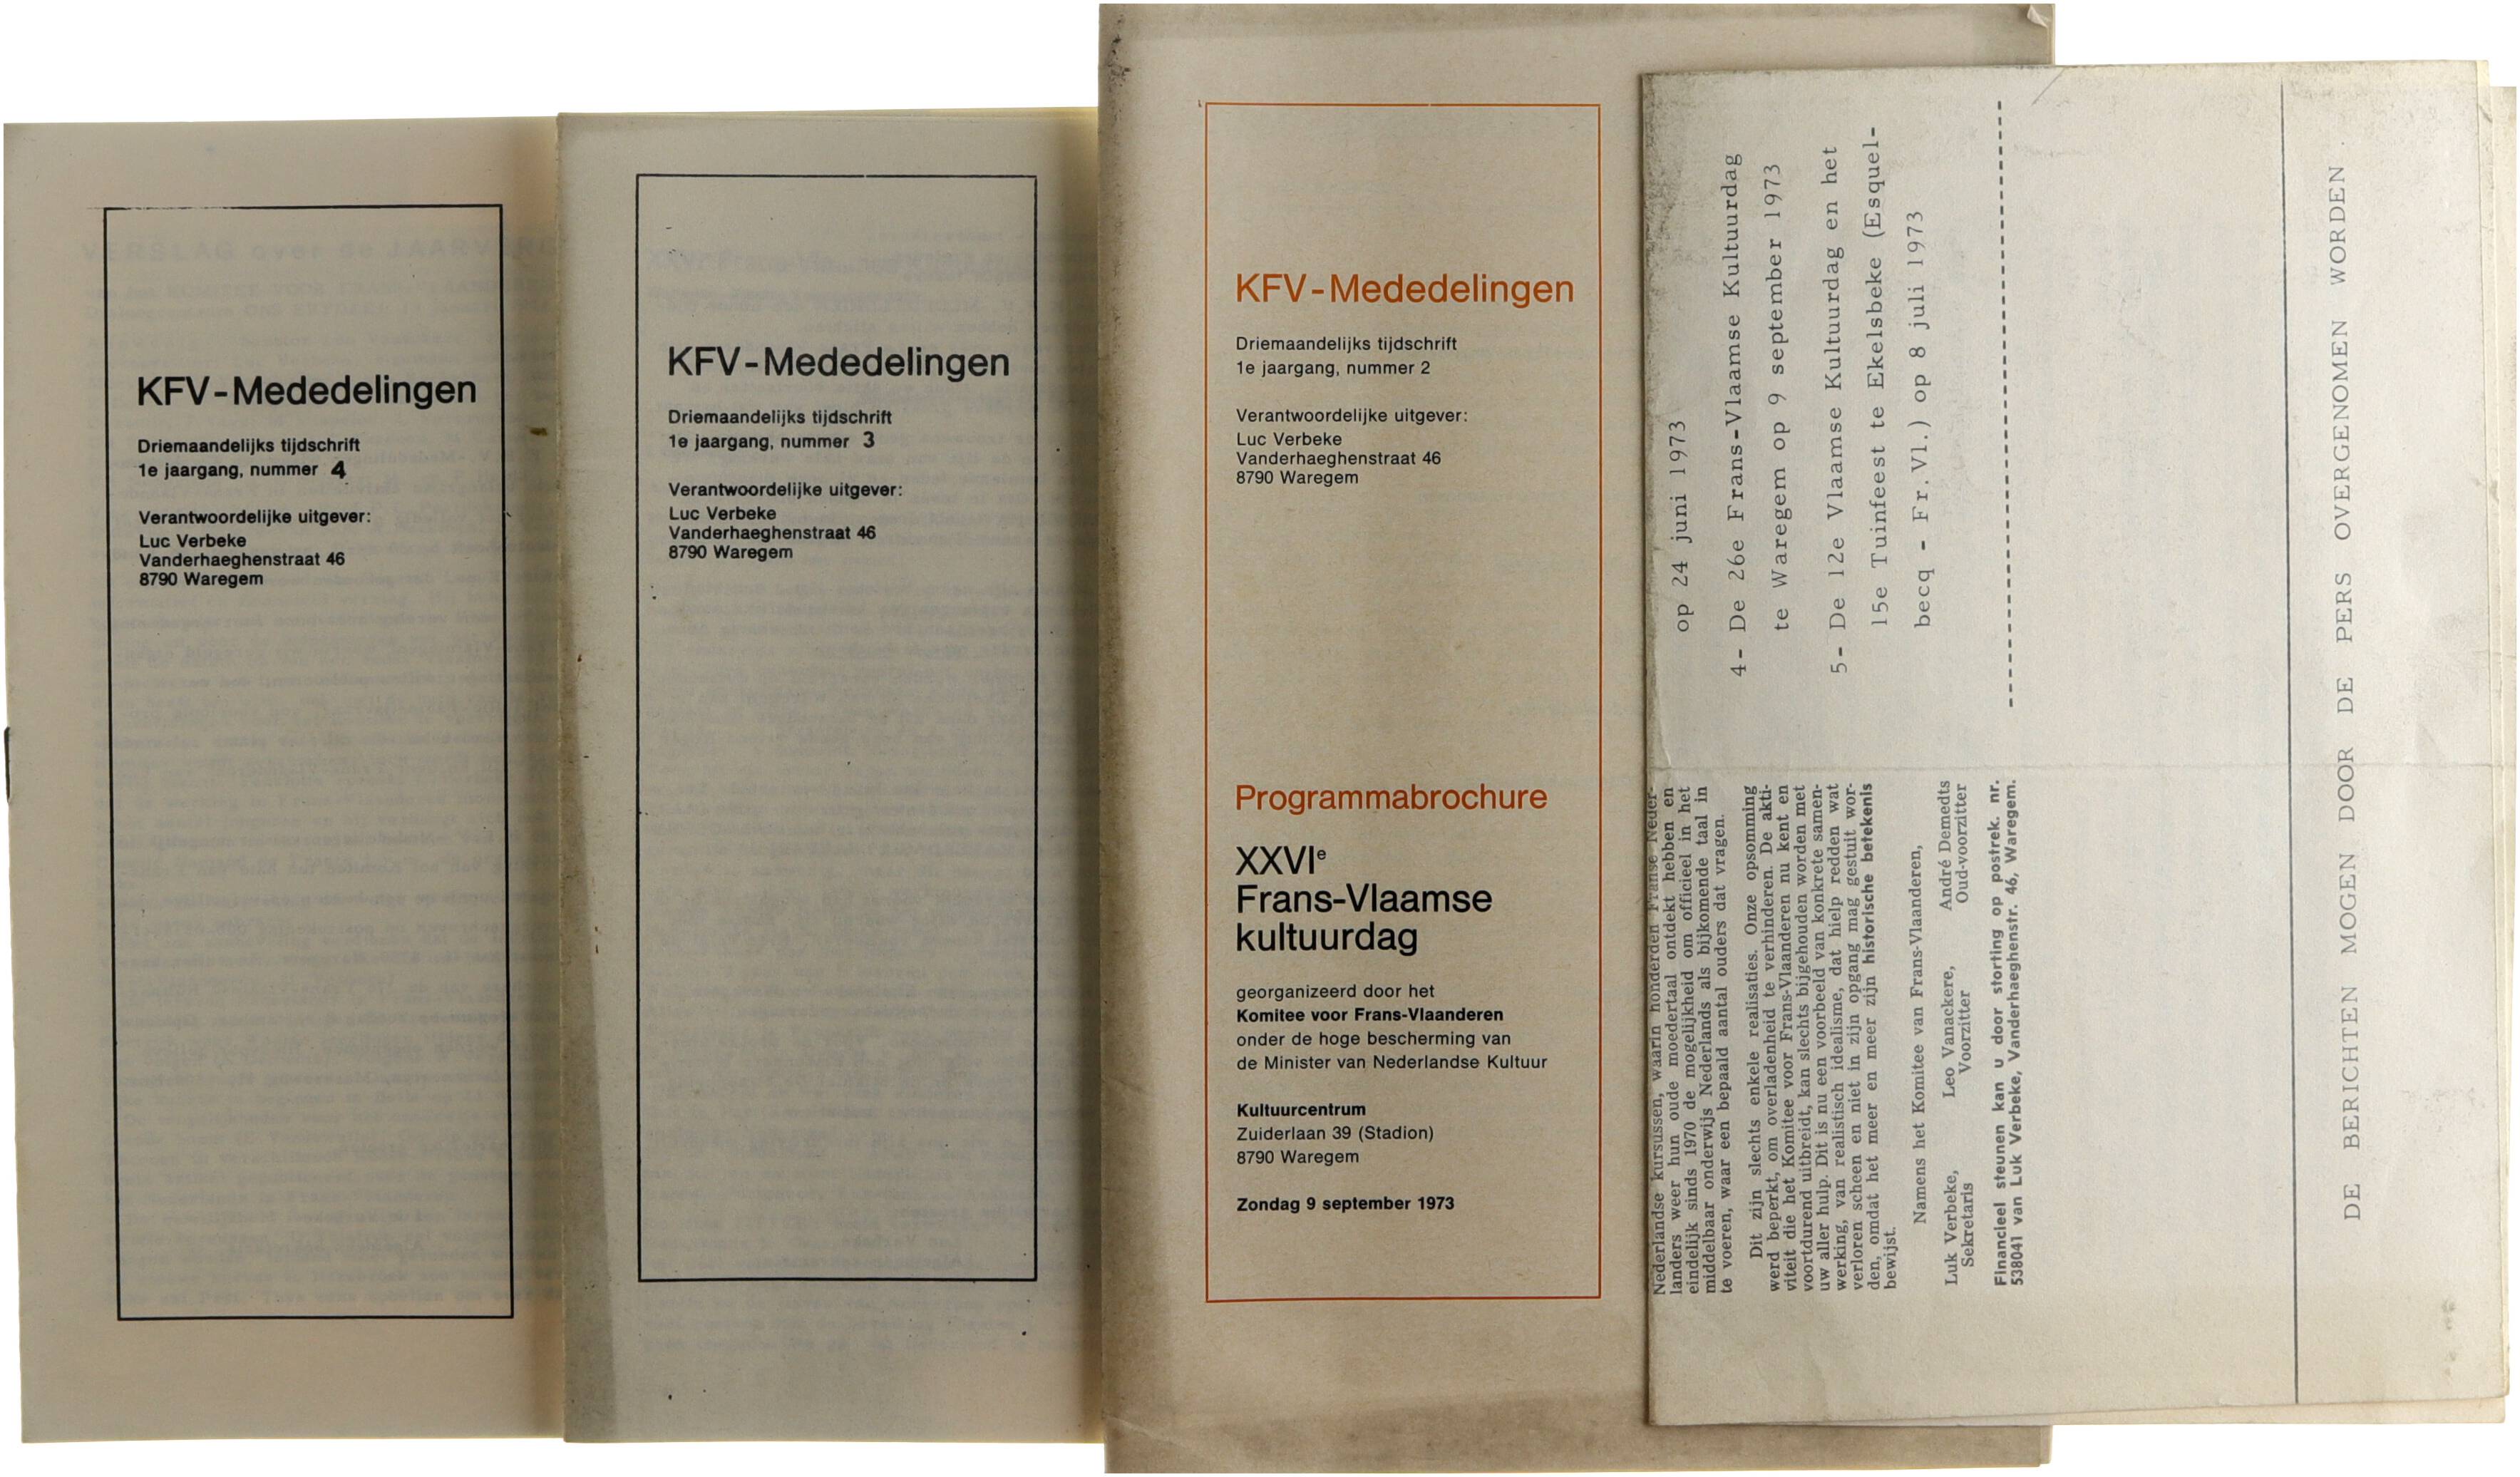 KFV-Mededelingen
Driemaandelijks tijdschrift
1e jaargang, nummer 4
Verantwoordelijke uitgever:
Luc Verbeke
Vanderhaeghenstraat 46
8790 Waregem
KFV-Mededelingen
Driemaandelijks tijdschrift
1e jaargang, nummer 3
Verantwoordelijke uitgever:
Luc Verbeke
Vanderhaeghenstraat 46
8790 Waregem
KFV-Mededelingen
Driemaandelijks tijdschrift
1e jaargang, nummer 2
Verantwoordelijke uitgever:
Luc Verbeke
Vanderhaeghenstraat 46
8790 Waregem
Programmabrochure
XXVIe
Frans-Vlaamse
kultuurdag
georganizeerd door het
Komitee voor Frans-Vlaanderen
onder de hoge bescherming van
de Minister van Nederlandse Kultuur
Kultuurcentrum
Zuiderlaan 39 (Stadion)
8790 Waregem
Zondag 9 september 1973
op 24 juni 1973
4- De 26e Frans-Vlaamse Kultuurdag
te Waregem op 9 september 1973
5- De 12e Vlaamse Kultuurdag en het
15e Tuinfeest te Ekelsbeke (Esquel-
becq - Fr.Vl.) op 8 juli 1973
Nederlandse kursussen, waarin honderden Franse Neder-
landers weer hun oude moedertaal ontdekt hebben en
eindelijk sinds 1970 de mogelijkheid om officieel in het
middelbaar onderwijs Nederlands als bijkomende taal in
te voeren, waar een bepaald aantal ouders dat vragen.
Dit zijn slechts enkele realisaties. Onze opsomming
werd beperkt, om overladenheid te verhinderen. De akti-
viteit die het Komitee voor Frans-Vlaanderen nu kent en
voortdurend uitbreidt, kan slechts bijgehouden worden met
uw aller hulp. Dit is nu een voorbeeld van konkrete samen-
werking, van realistisch idealisme, dat hielp redden wat
verloren scheen en niet in zijn opgang mag gestuit wor-
den, omdat het meer en meer zijn historische betekenis
bewijst.
Namens het Komitee van Frans-Vlaanderen,
Luk Verbeke, Leo Vanackere, André Demedts
Sekretaris Voorzitter Oud-voorzitter
Financieel steunen kan u door storting op postrek. nr.
538041 van Luk Verbeke, Vanderhaeghenstr. 46, Waregem.
DE BERICHTEN MOGEN DOOR DE PERS OVERGENOMEN WORDEN.